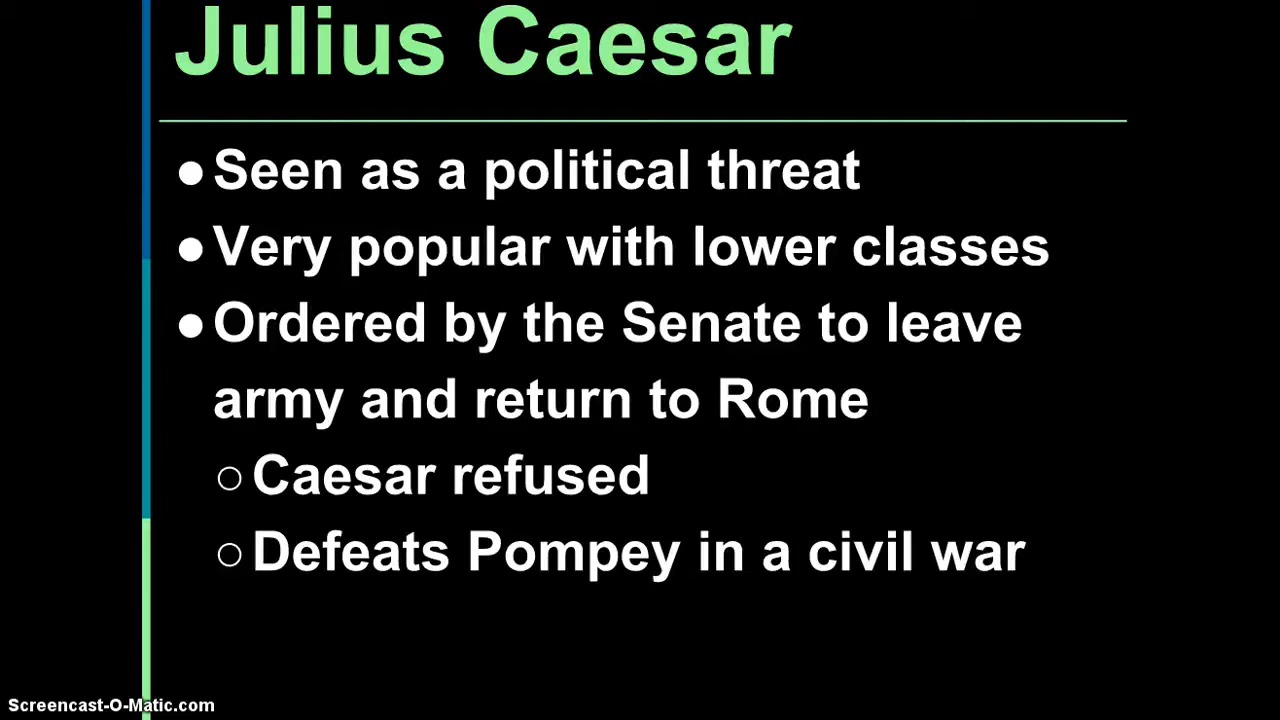 Julius Caesar
●Seen as a political threat
●Very popular with lower classes
●Ordered by the Senate to leave
army and return to Rome
○Caesar refused
○Defeats Pompey in a civil war
Screencast-O-Matic.com